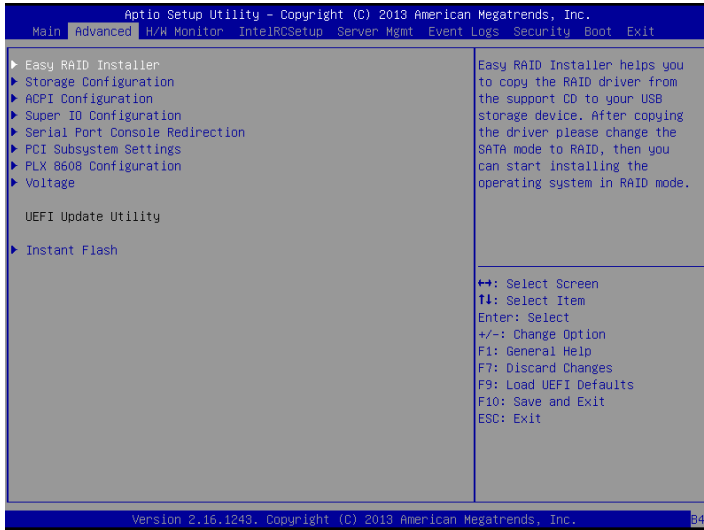 Aptio Setup Utility – Copyright (C) 2013 American Megatrends, Inc.
Main Advanced H/W Monitor IntelRCSetup Server Mgmt Event Logs Security Boot Exit
Easy RAID Installer
Storage Configuration
ACPI Configuration
Super IO Configuration
Serial Port Console Redirection
PCI Subsystem Settings
PLX 8608 Configuration
Voltage
UEFI Update Utility
Instant Flash
Easy RAID Installer helps you
to copy the RAID driver from
the support CD to your USB
storage device. After copying
the driver please change the
SATA mode to RAID, then you
can start installing the
operating system in RAID mode.
↔: Select Screen
↑↓: Select Item
Enter: Select
+/-: Change Option
F1: General Help
F7: Discard Changes
F9: Load UEFI Defaults
F10: Save and Exit
ESC: Exit
Version 2.16.1243. Copyright (C) 2013 American Megatrends, Inc.
B4